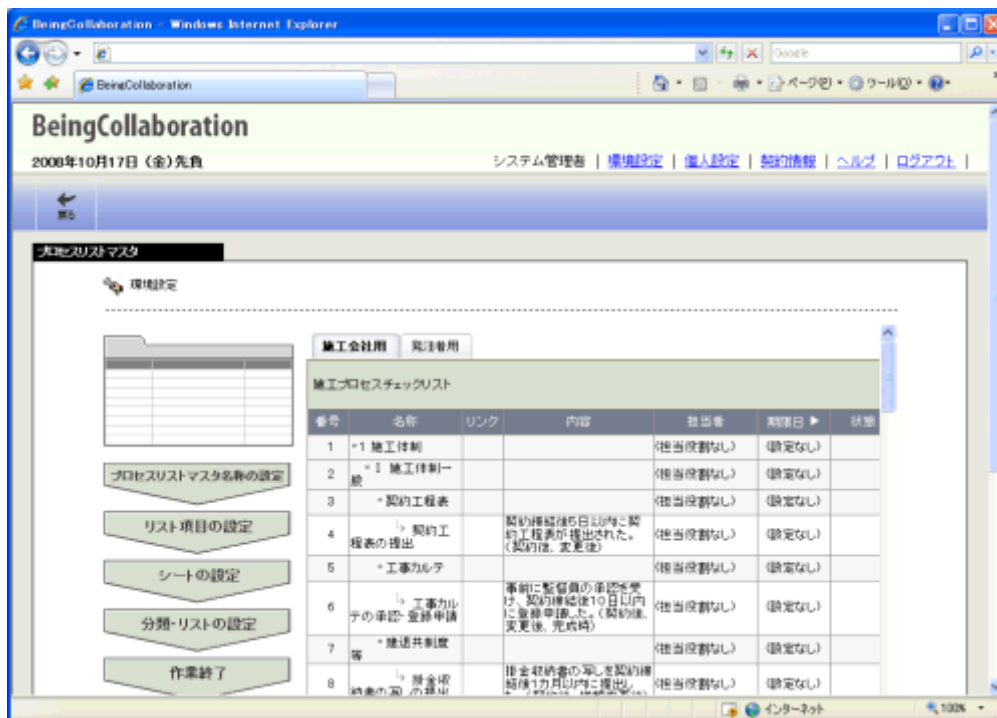 BeingCollaboration - Windows Internet Explorer
Google
BeingCollaboration
ページ(P) ツール(O)
BeingCollaboration
2008年10月17日(金)先負
システム管理者 | 環境設定 | 個人設定 | 契約情報 | ヘルプ | ログアウト |
戻る
プロセスリストマスタ
環境設定
プロセスリストマスタ名称の設定
リスト項目の設定
シートの設定
分類・リストの設定
作業終了
施工会社用 発注者用
施工プロセスチェックリスト
番号 名称 リンク 内容 担当者 期限日 ▶ 状態
1 1 施工体制 (担当役割なし) (設定なし)
2 I 施工体制一般 (担当役割なし) (設定なし)
3 契約工程表 (担当役割なし) (設定なし)
4 契約工程表の提出 契約締結後5日以内に契約工程表が提出された。(契約後、変更後) (担当役割なし) (設定なし)
5 工事カルテ (担当役割なし) (設定なし)
6 工事カルテの承認・登録申請 事前に監督員の承認を受け、契約締結後10日以内に登録申請した。(契約後、変更後、完成時) (担当役割なし) (設定なし)
7 建退共制度等 (担当役割なし) (設定なし)
8 掛金収納書の写しの提出 掛金収納書の写しを契約締結後1カ月以内に提出し (担当役割なし) (設定なし)
インターネット
100%